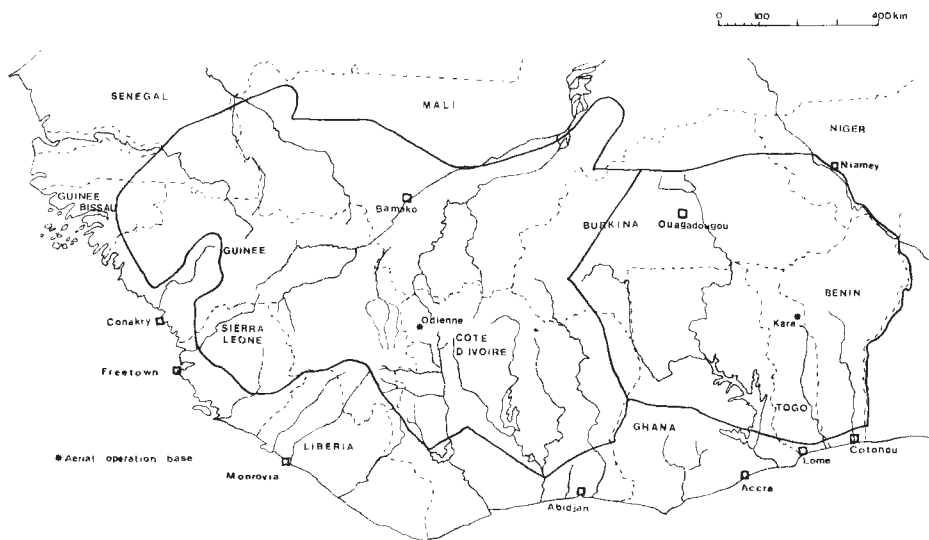 0 100 400 km
SENEGAL
MALI
NIGER
Niamey
GUINEE
BISSAU
Bamako
BURKINA
Ouagadougou
GUINEE
BENIN
Conakry
SIERRA
LEONE
Odienne
COTE
D'IVOIRE
Kara
Freetown
TOGO
GHANA
LIBERIA
Cotonou
* Aerial operation base
Lome
Monrovia
Accra
Abidjan